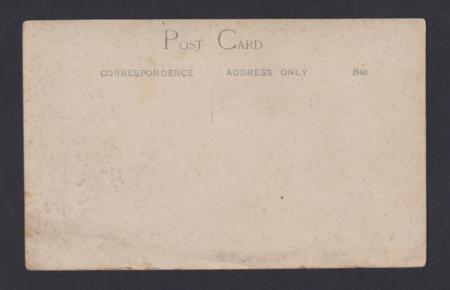 POST CARD
CORRESPONDENCE ADDRESS ONLY B40